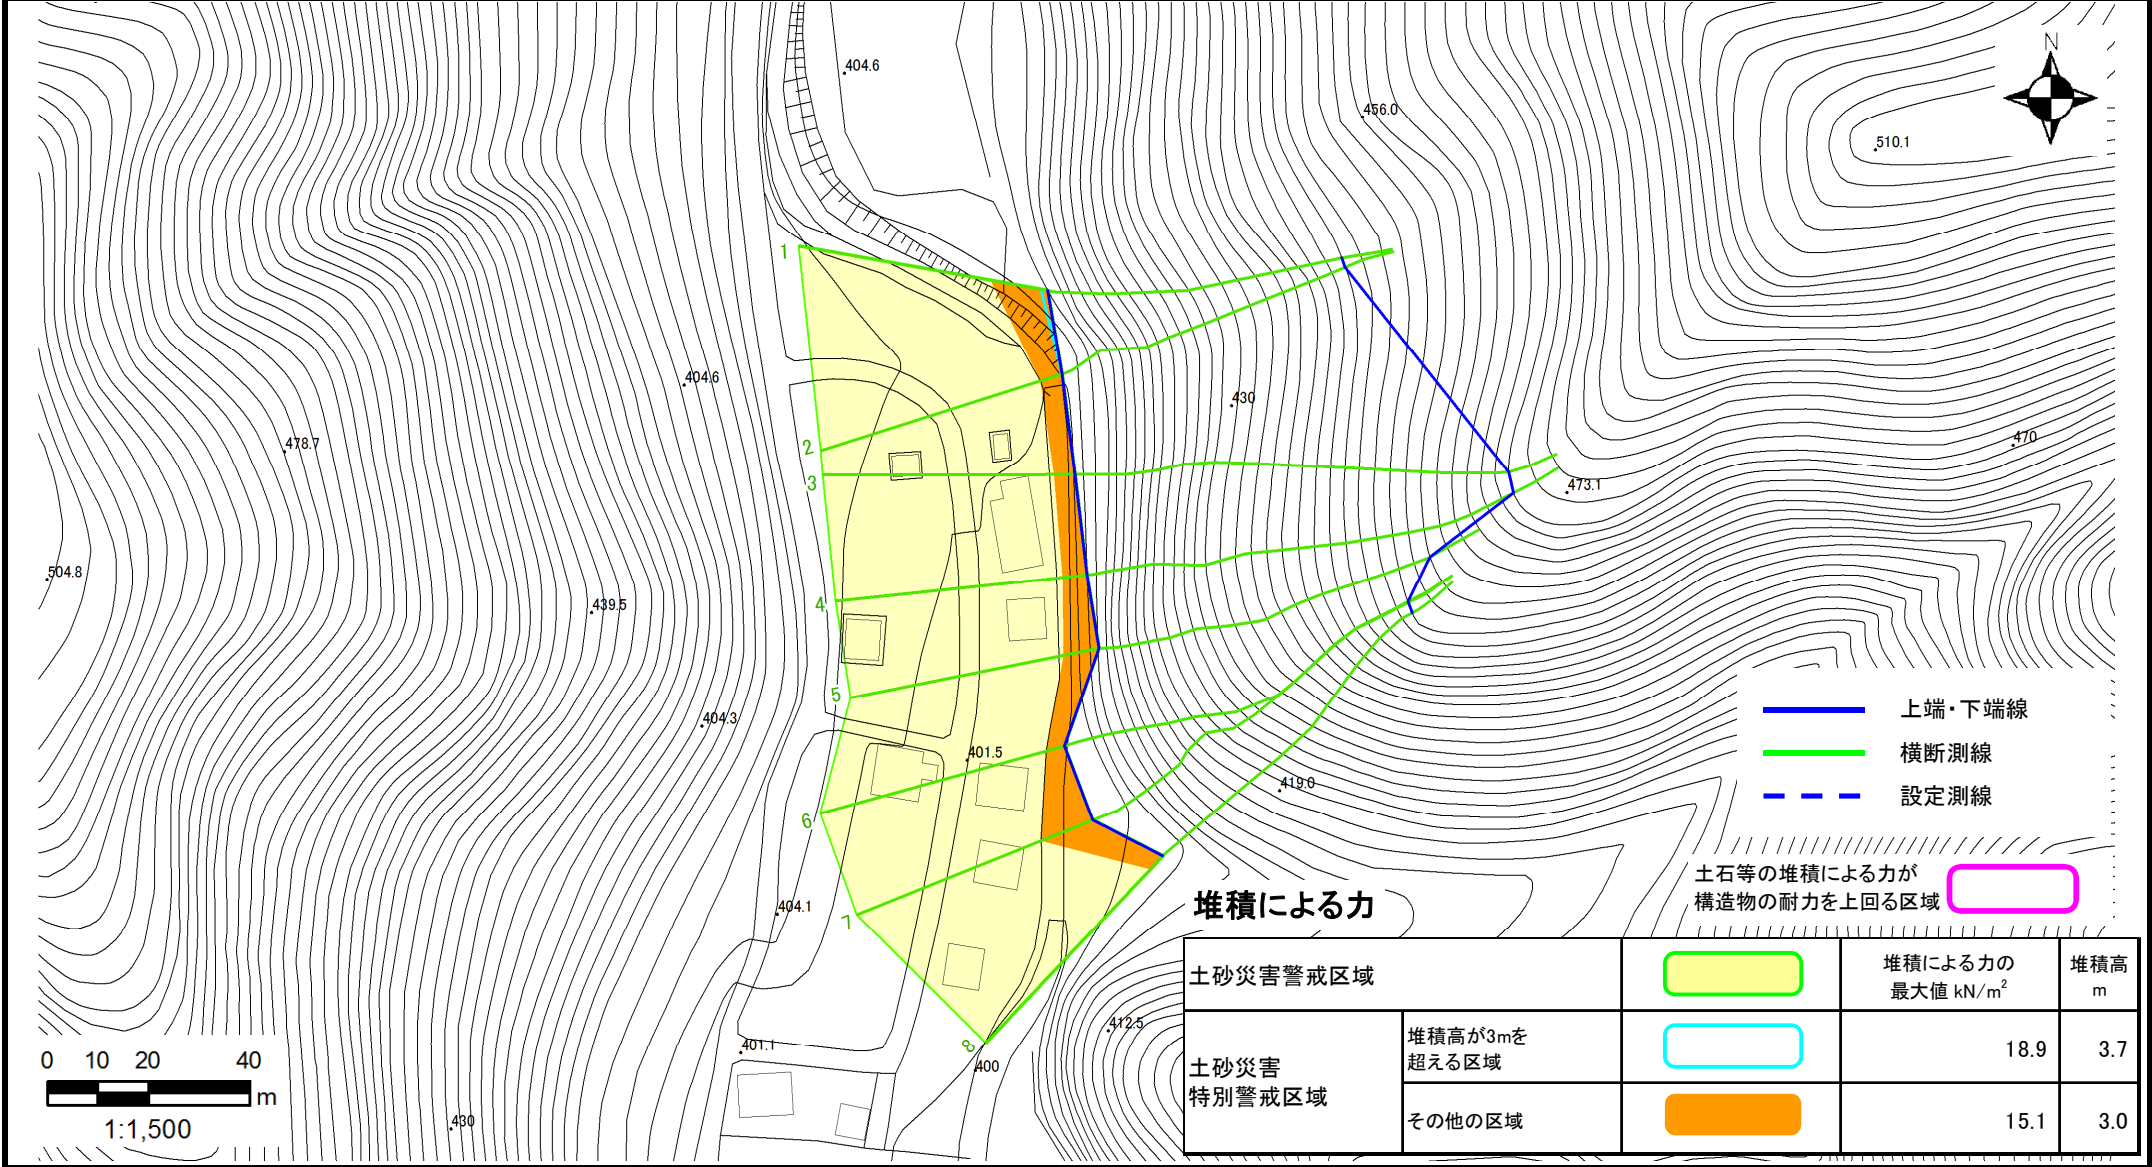 N
404.6
456.0
510.1
1
404.6
430
2
478.7
470
3
473.1
504.8
439.5
4
5
404.3
401.5
419.0
6
404.1
7
412.5
8
401.1
400
430
上端・下端線
横断測線
設定測線
土石等の堆積による力が
構造物の耐力を上回る区域
堆積による力
土砂災害警戒区域
堆積による力の
最大値 kN/m²
堆積高
m
土砂災害
特別警戒区域
堆積高が3mを
超える区域
18.9
3.7
その他の区域
15.1
3.0
0 10 20 40
m
1:1,500